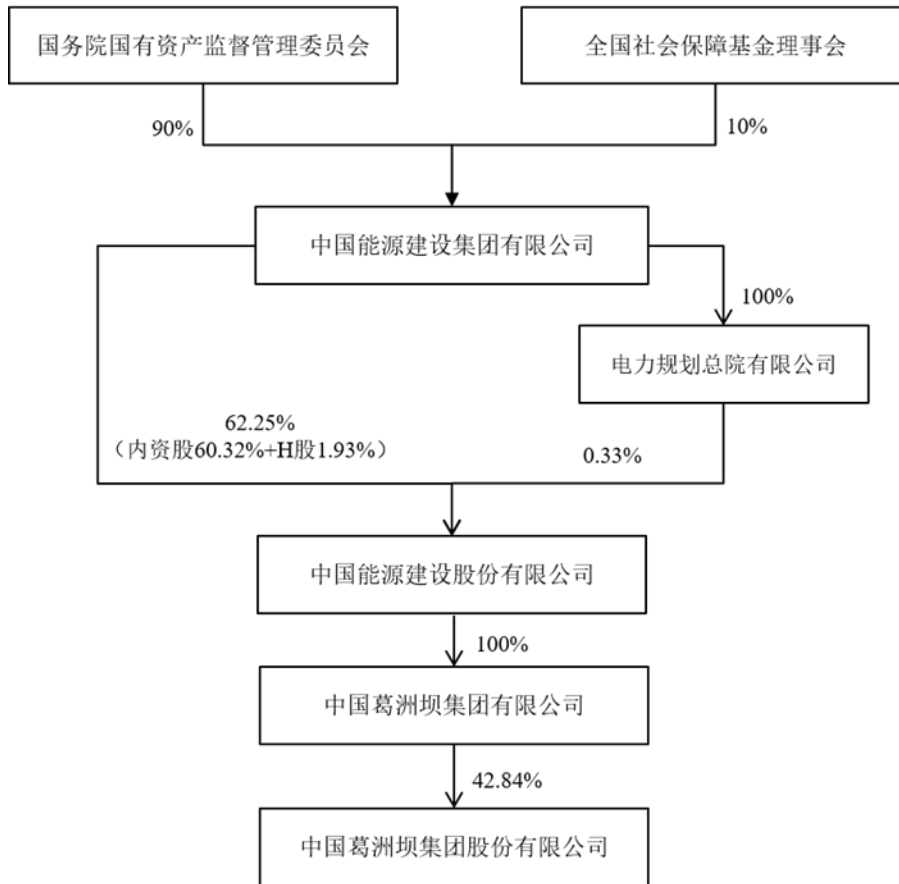 国务院国有资产监督管理委员会
全国社会保障基金理事会
90%
10%
中国能源建设集团有限公司
100%
电力规划总院有限公司
62.25%
（内资股60.32%+H股1.93%）
0.33%
中国能源建设股份有限公司
100%
中国葛洲坝集团有限公司
42.84%
中国葛洲坝集团股份有限公司